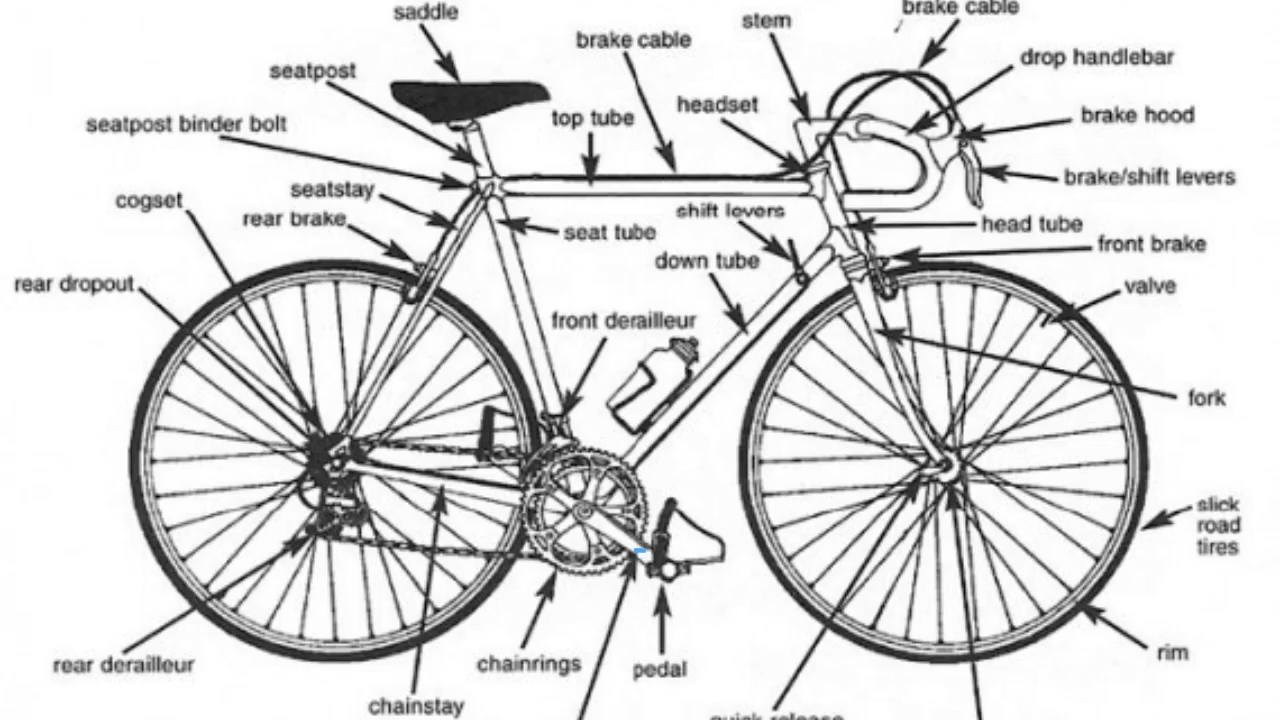 saddle
brake cable
stem
brake cable
seatpost
drop handlebar
headset
top tube
seatpost binder bolt
brake hood
seatstay
brake/shift levers
cogset
rear brake
shift levers
seat tube
head tube
front brake
down tube
rear dropout
valve
front derailleur
fork
slick
road
tires
rear derailleur
chainrings
pedal
rim
chainstay
quick release